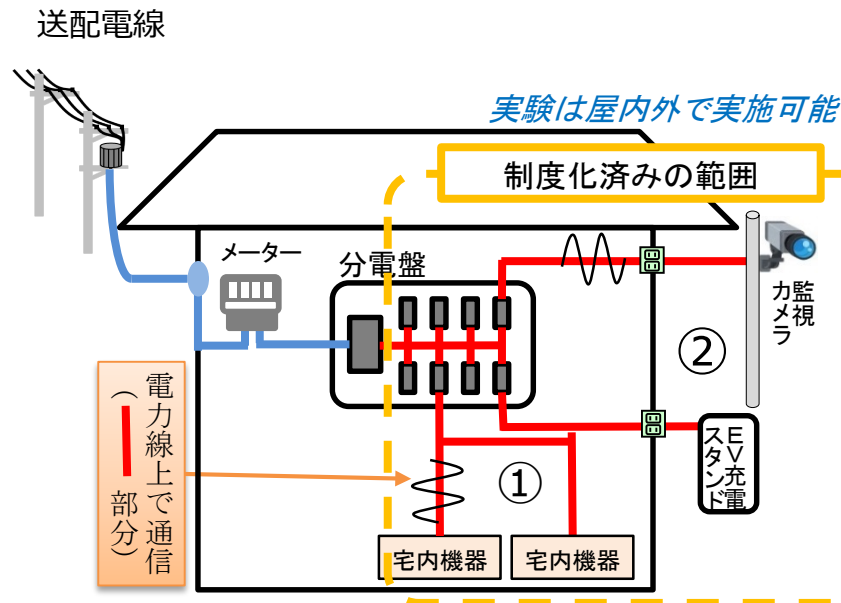 送配電線
実験は屋内外で実施可能
制度化済みの範囲
メーター
分電盤
監視
カメラ
②
EV充電
スタンド
電力線上で通信
（ 部分）
①
宅内機器
宅内機器